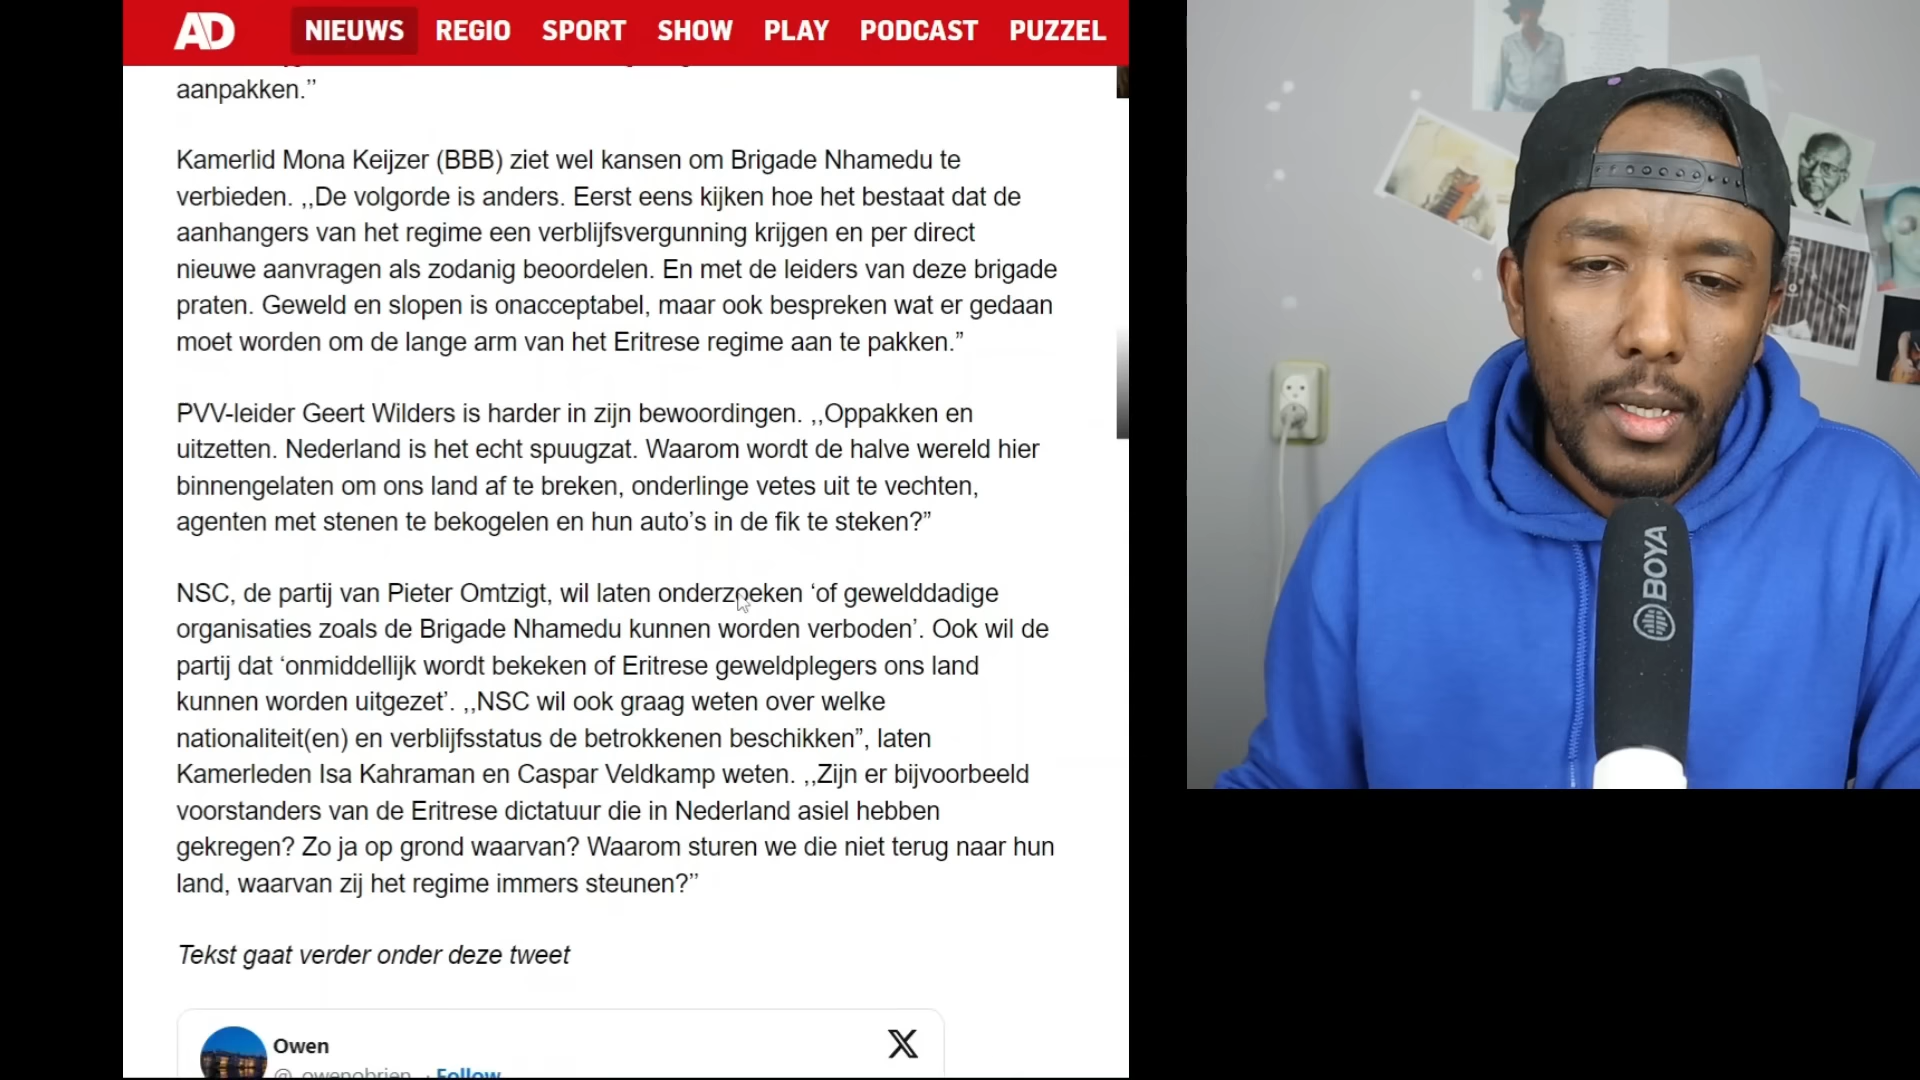 AD NIEUWS REGIO SPORT SHOW PLAY PODCAST PUZZEL
aanpakken.’’
Kamerlid Mona Keijzer (BBB) ziet wel kansen om Brigade Nhamedu te
verbieden. ,,De volgorde is anders. Eerst eens kijken hoe het bestaat dat de
aanhangers van het regime een verblijfsvergunning krijgen en per direct
nieuwe aanvragen als zodanig beoordelen. En met de leiders van deze brigade
praten. Geweld en slopen is onacceptabel, maar ook bespreken wat er gedaan
moet worden om de lange arm van het Eritrese regime aan te pakken.”
PVV-leider Geert Wilders is harder in zijn bewoordingen. ,,Oppakken en
uitzetten. Nederland is het echt spuugzat. Waarom wordt de halve wereld hier
binnengelaten om ons land af te breken, onderlinge vetes uit te vechten,
agenten met stenen te bekogelen en hun auto’s in de fik te steken?”
NSC, de partij van Pieter Omtzigt, wil laten onderzoeken ‘of gewelddadige
organisaties zoals de Brigade Nhamedu kunnen worden verboden’. Ook wil de
partij dat ‘onmiddellijk wordt bekeken of Eritrese geweldplegers ons land
kunnen worden uitgezet’. ,,NSC wil ook graag weten over welke
nationaliteit(en) en verblijfsstatus de betrokkenen beschikken”, laten
Kamerleden Isa Kahraman en Caspar Veldkamp weten. ,,Zijn er bijvoorbeeld
voorstanders van de Eritrese dictatuur die in Nederland asiel hebben
gekregen? Zo ja op grond waarvan? Waarom sturen we die niet terug naar hun
land, waarvan zij het regime immers steunen?’’
Tekst gaat verder onder deze tweet
Owen
@_owenobrien · Follow
BOYA